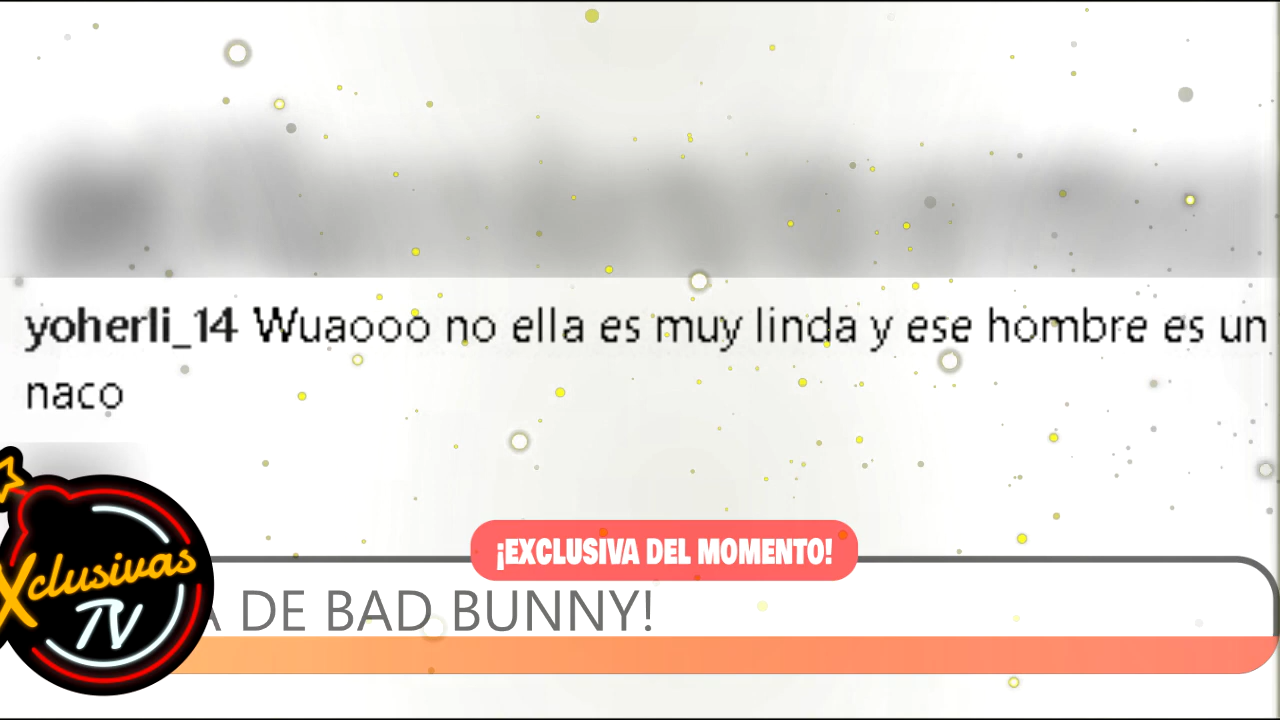 yoherli_14 Wuaooo no ella es muy linda y ese hombre es un
naco
¡EXCLUSIVA DEL MOMENTO!
A DE BAD BUNNY!
Xclusivas
TV